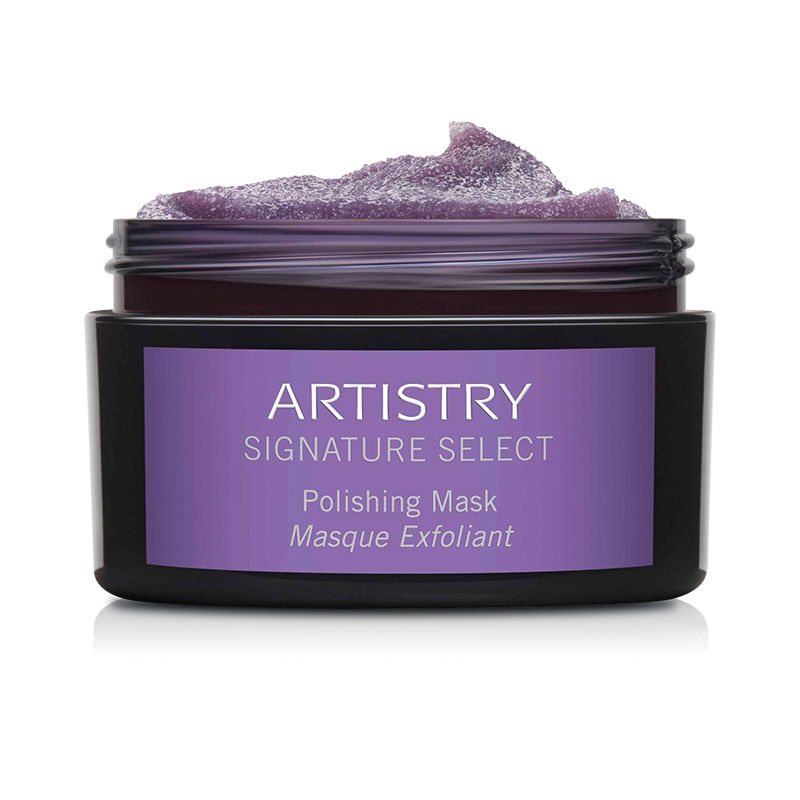 ARTISTRY
SIGNATURE SELECT
Polishing Mask
Masque Exfoliant